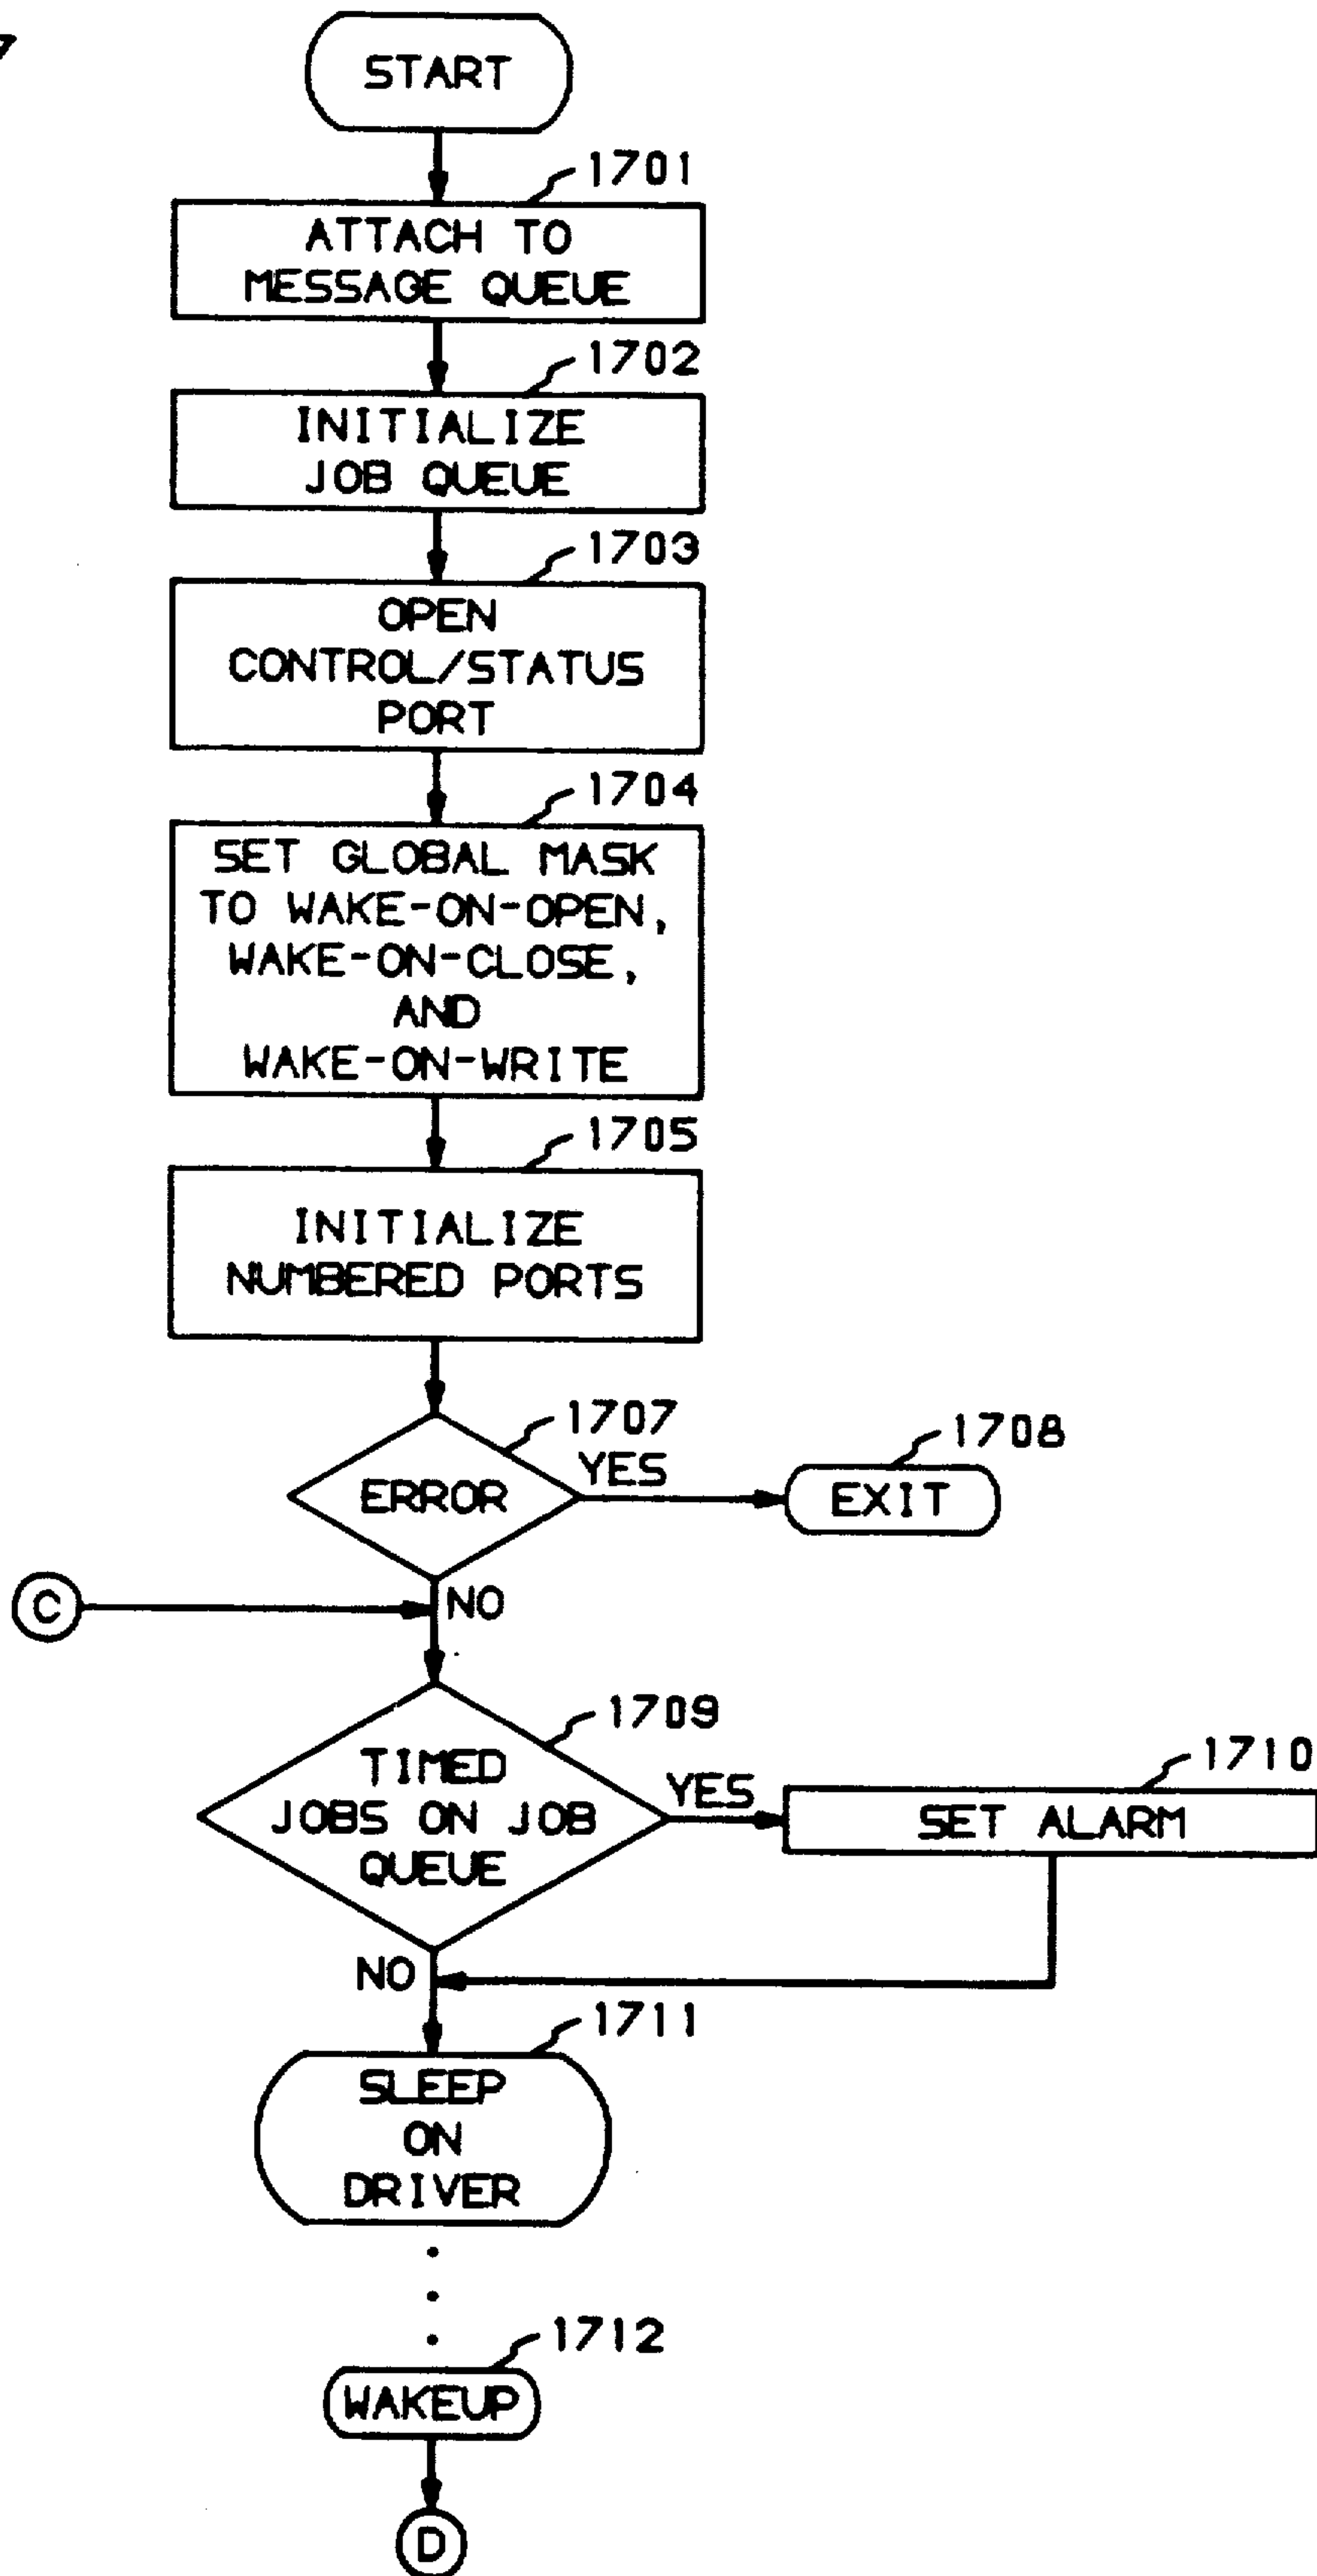 7
START
1701
ATTACH TO
MESSAGE QUEUE
1702
INITIALIZE
JOB QUEUE
1703
OPEN
CONTROL/STATUS
PORT
1704
SET GLOBAL MASK
TO WAKE-ON-OPEN,
WAKE-ON-CLOSE,
AND
WAKE-ON-WRITE
1705
INITIALIZE
NUMBERED PORTS
1707
ERROR
YES
1708
EXIT
C
NO
1709
TIMED
JOBS ON JOB
QUEUE
YES
1710
SET ALARM
NO
1711
SLEEP
ON
DRIVER
1712
WAKEUP
D